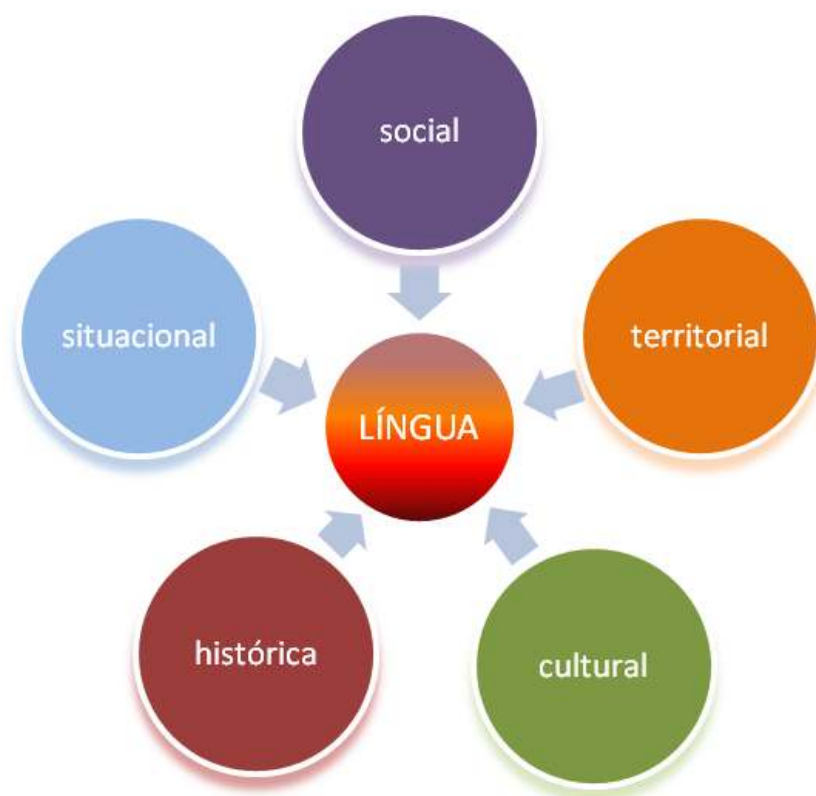 social
situacional
territorial
LÍNGUA
histórica
cultural